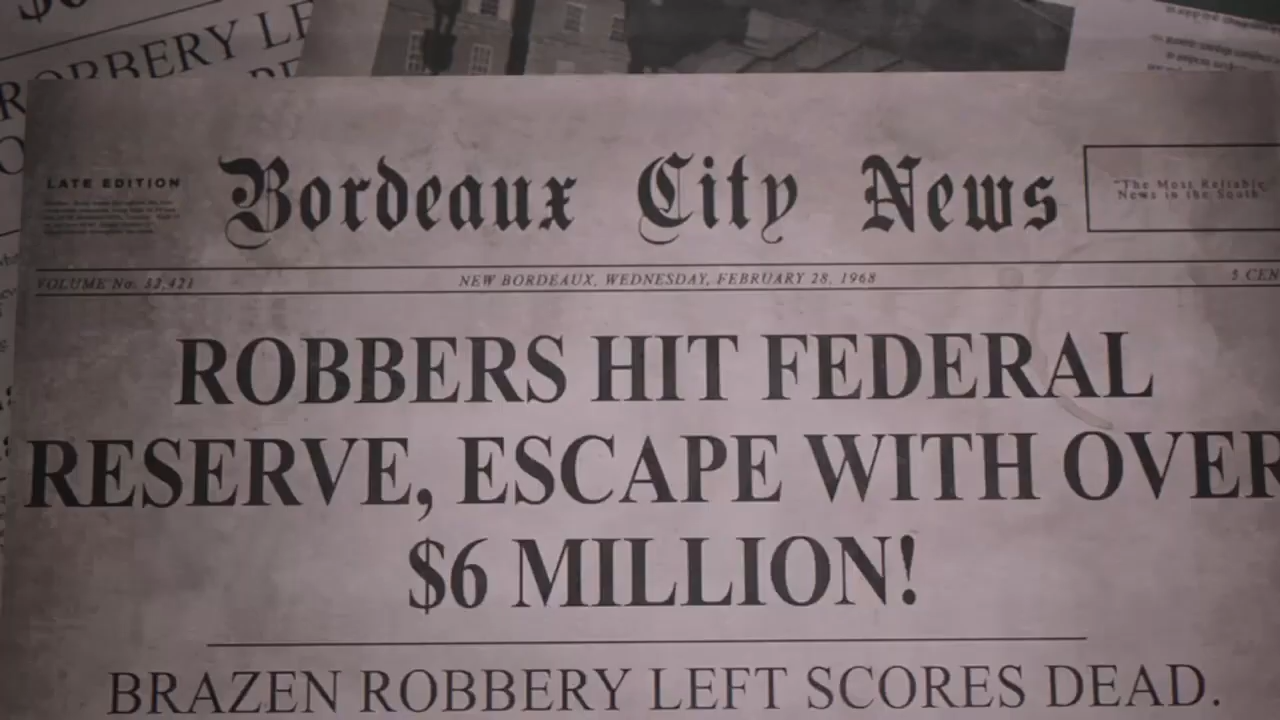 ROBBERY LE
LATE EDITION
Bordeaux City News
"The Most Reliable
News in the South"
VOLUME No. 32,421
NEW BORDEAUX, WEDNESDAY, FEBRUARY 28, 1968
5 CEN
ROBBERS HIT FEDERAL
RESERVE, ESCAPE WITH OVER
$6 MILLION!
BRAZEN ROBBERY LEFT SCORES DEAD.